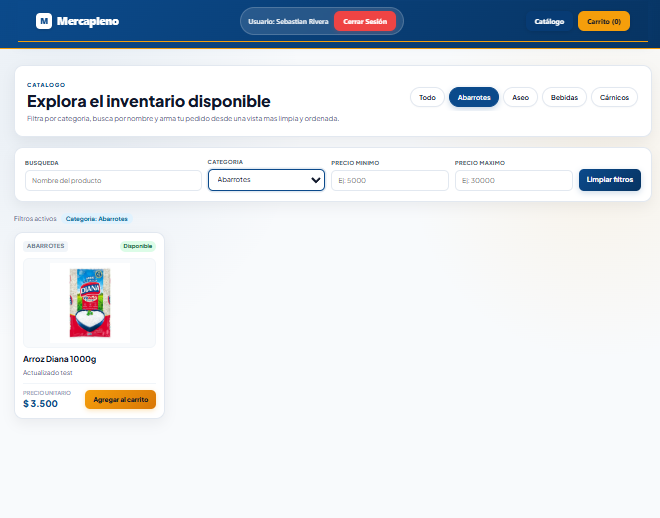 M Mercapleno
Usuario: Sebastian Rivera
Cerrar Sesión
Catálogo
Carrito (0)
CATALOGO
Explora el inventario disponible
Filtra por categoria, busca por nombre y arma tu pedido desde una vista mas limpia y ordenada.
Todo
Abarrotes
Aseo
Bebidas
Cárnicos
BUSQUEDA
Nombre del producto
CATEGORIA
Abarrotes
PRECIO MINIMO
Ej: 5000
PRECIO MAXIMO
Ej: 30000
Limpiar filtros
Filtros activos
Categoria: Abarrotes
ABARROTES
Disponible
DIANA
Arroz Diana 1000g
Actualizado test
PRECIO UNITARIO
$ 3.500
Agregar al carrito